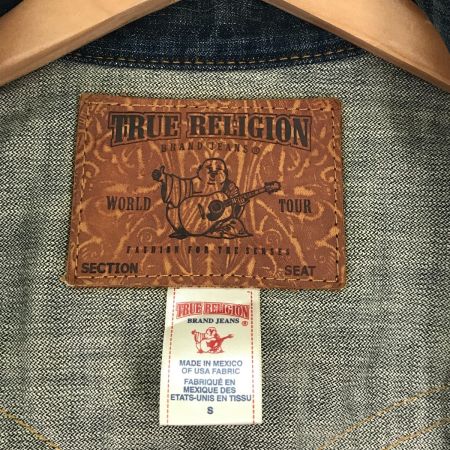 TRUE RELIGION
BRAND JEANS®
WORLD TOUR
FASHION FOR THE SENSES
SECTION SEAT
TRUE RELIGION
BRAND JEANS ®
MADE IN MEXICO
OF USA FABRIC
FABRIQUÉ EN
MEXIQUE DES
ETATS-UNIS EN TISSU
S